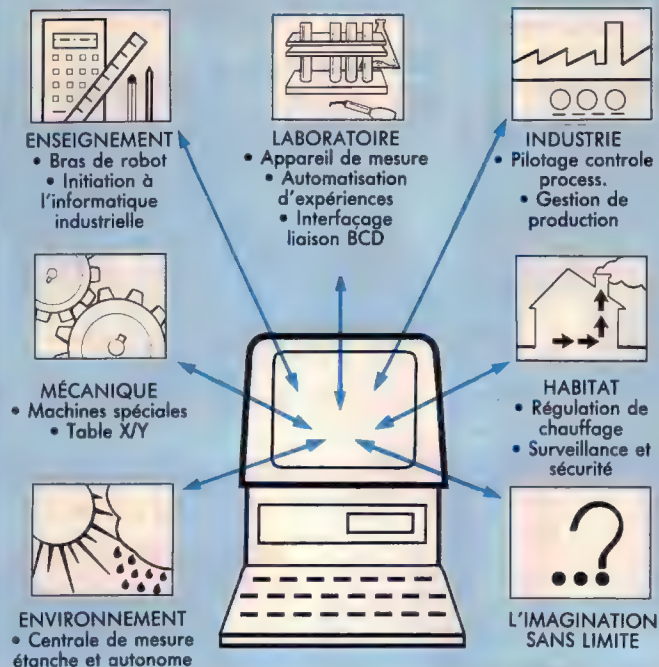 ENSEIGNEMENT
• Bras de robot
• Initiation à
l'informatique
industrielle
LABORATOIRE
• Appareil de mesure
• Automatisation
d'expériences
• Interfaçage
liaison BCD
INDUSTRIE
• Pilotage controle
process.
• Gestion de
production
MÉCANIQUE
• Machines spéciales
• Table X/Y
HABITAT
• Régulation de
chauffage
• Surveillance et
sécurité
ENVIRONNEMENT
• Centrale de mesure
étanche et autonome
?
L'IMAGINATION
SANS LIMITE